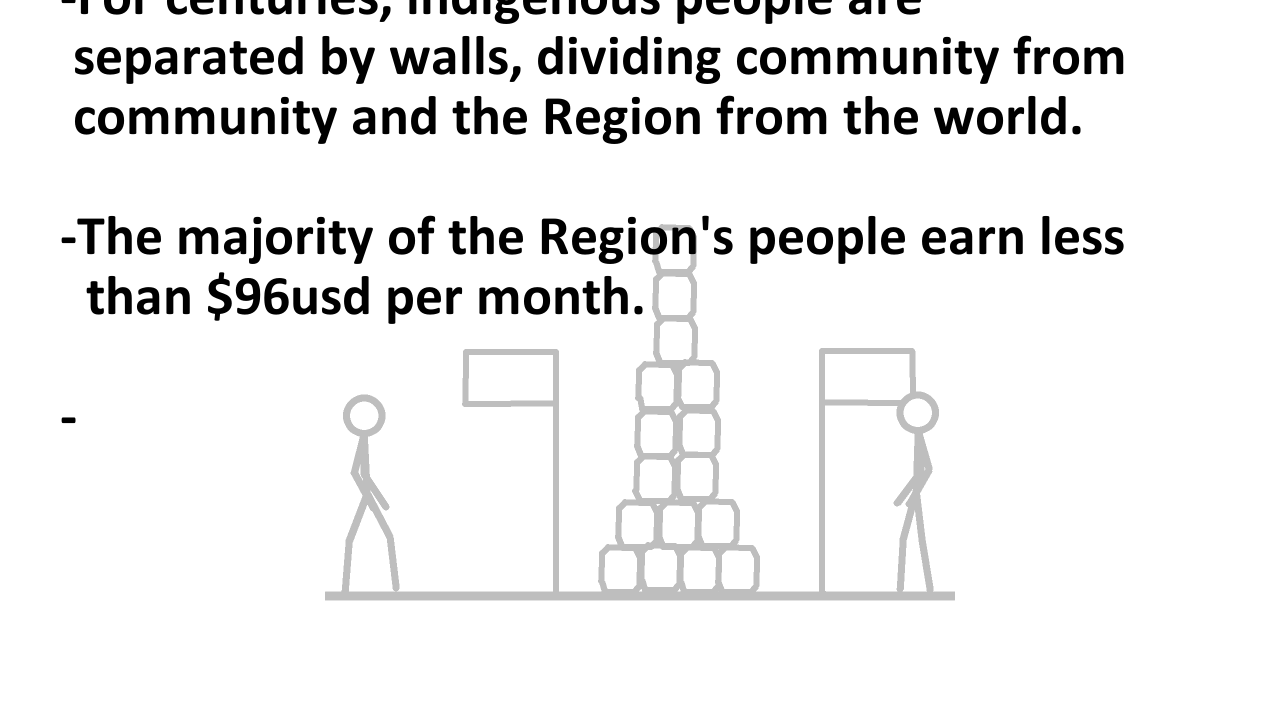 -For centuries, indigenous people are
separated by walls, dividing community from
community and the Region from the world.
-The majority of the Region's people earn less
than $96usd per month.
-